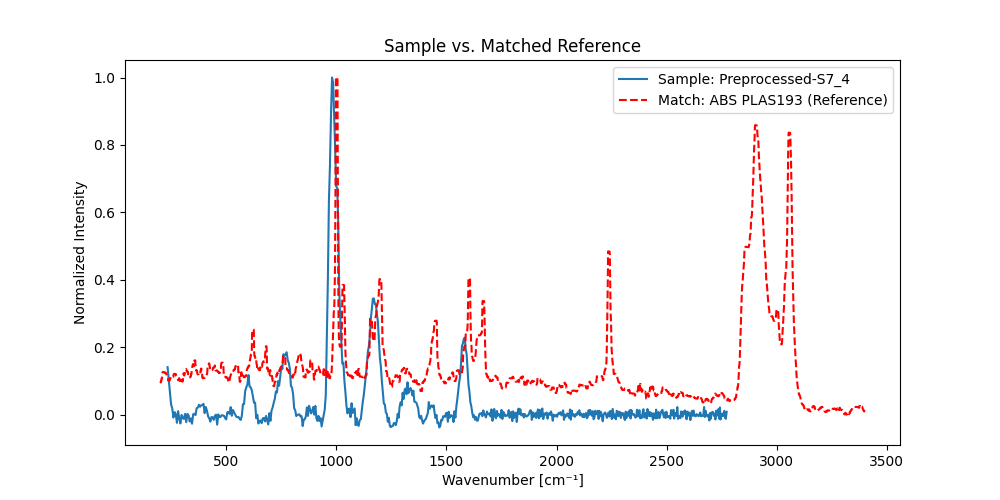 Sample vs. Matched Reference
Sample: Preprocessed-S7_4
Match: ABS PLAS193 (Reference)
Normalized Intensity
1.0
0.8
0.6
0.4
0.2
0.0
500 1000 1500 2000 2500 3000 3500
Wavenumber [cm⁻¹]